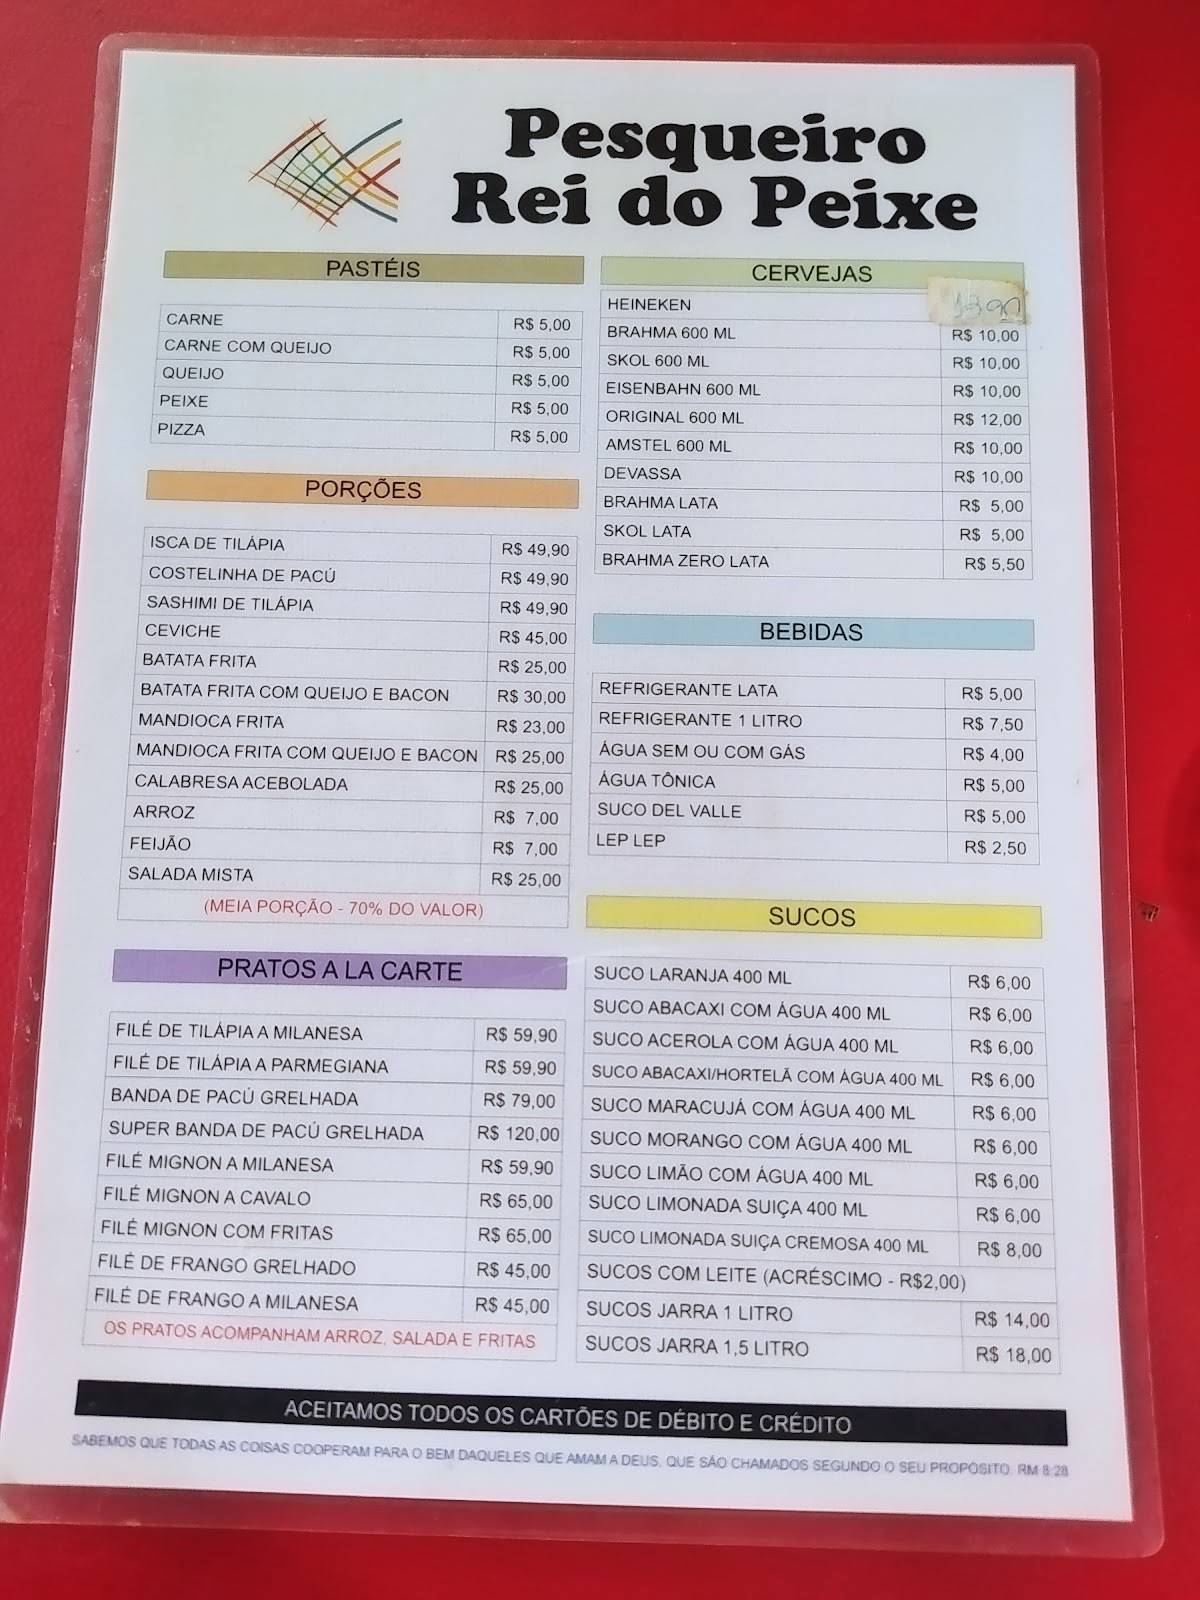 Pesqueiro
Rei do Peixe
PASTÉIS
CARNE R$ 5,00
CARNE COM QUEIJO R$ 5,00
QUEIJO R$ 5,00
PEIXE R$ 5,00
PIZZA R$ 5,00
PORÇÕES
ISCA DE TILÁPIA R$ 49,90
COSTELINHA DE PACÚ R$ 49,90
SASHIMI DE TILÁPIA R$ 49,90
CEVICHE R$ 45,00
BATATA FRITA R$ 25,00
BATATA FRITA COM QUEIJO E BACON R$ 30,00
MANDIOCA FRITA R$ 23,00
MANDIOCA FRITA COM QUEIJO E BACON R$ 25,00
CALABRESA ACEBOLADA R$ 25,00
ARROZ R$ 7,00
FEIJÃO R$ 7,00
SALADA MISTA R$ 25,00
(MEIA PORÇÃO - 70% DO VALOR)
PRATOS A LA CARTE
FILÉ DE TILÁPIA A MILANESA R$ 59,90
FILÉ DE TILÁPIA A PARMEGIANA R$ 59,90
BANDA DE PACÚ GRELHADA R$ 79,00
SUPER BANDA DE PACÚ GRELHADA R$ 120,00
FILÉ MIGNON A MILANESA R$ 59,90
FILÉ MIGNON A CAVALO R$ 65,00
FILÉ MIGNON COM FRITAS R$ 65,00
FILÉ DE FRANGO GRELHADO R$ 45,00
FILÉ DE FRANGO A MILANESA R$ 45,00
OS PRATOS ACOMPANHAM ARROZ, SALADA E FRITAS
CERVEJAS
HEINEKEN
BRAHMA 600 ML R$ 10,00
SKOL 600 ML R$ 10,00
EISENBAHN 600 ML R$ 10,00
ORIGINAL 600 ML R$ 12,00
AMSTEL 600 ML R$ 10,00
DEVASSA R$ 10,00
BRAHMA LATA R$ 5,00
SKOL LATA R$ 5,00
BRAHMA ZERO LATA R$ 5,50
BEBIDAS
REFRIGERANTE LATA R$ 5,00
REFRIGERANTE 1 LITRO R$ 7,50
ÁGUA SEM OU COM GÁS R$ 4,00
ÁGUA TÔNICA R$ 5,00
SUCO DEL VALLE R$ 5,00
LEP LEP R$ 2,50
SUCOS
SUCO LARANJA 400 ML R$ 6,00
SUCO ABACAXI COM ÁGUA 400 ML R$ 6,00
SUCO ACEROLA COM ÁGUA 400 ML R$ 6,00
SUCO ABACAXI/HORTELÃ COM ÁGUA 400 ML R$ 6,00
SUCO MARACUJÁ COM ÁGUA 400 ML R$ 6,00
SUCO MORANGO COM ÁGUA 400 ML R$ 6,00
SUCO LIMÃO COM ÁGUA 400 ML R$ 6,00
SUCO LIMONADA SUIÇA 400 ML R$ 6,00
SUCO LIMONADA SUIÇA CREMOSA 400 ML R$ 8,00
SUCOS COM LEITE (ACRÉSCIMO - R$2,00)
SUCOS JARRA 1 LITRO R$ 14,00
SUCOS JARRA 1,5 LITRO R$ 18,00
ACEITAMOS TODOS OS CARTÕES DE DÉBITO E CRÉDITO
SABEMOS QUE TODAS AS COISAS COOPERAM PARA O BEM DAQUELES QUE AMAM A DEUS, QUE SÃO CHAMADOS SEGUNDO O SEU PROPÓSITO. RM 8:28